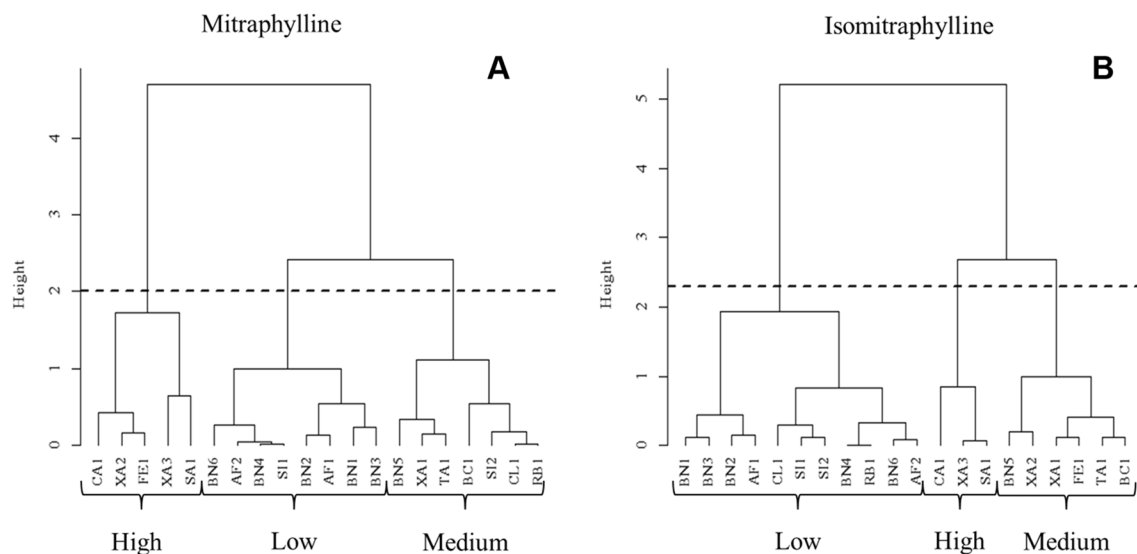 Mitraphylline
A
Height
4
3
2
1
0
CA1
XA2
FE1
XA3
SA1
BN6
AF2
BN4
SI1
BN2
AF1
BN1
BN3
BN5
XA1
TA1
BC1
SI2
CL1
RB1
High
Low
Medium
Isomitraphylline
B
Height
5
4
3
2
1
0
BN1
BN3
BN2
AF1
CL1
SI1
SI2
BN4
RB1
BN6
AF2
CA1
XA3
SA1
BN5
XA2
XA1
FE1
TA1
BC1
Low
High
Medium